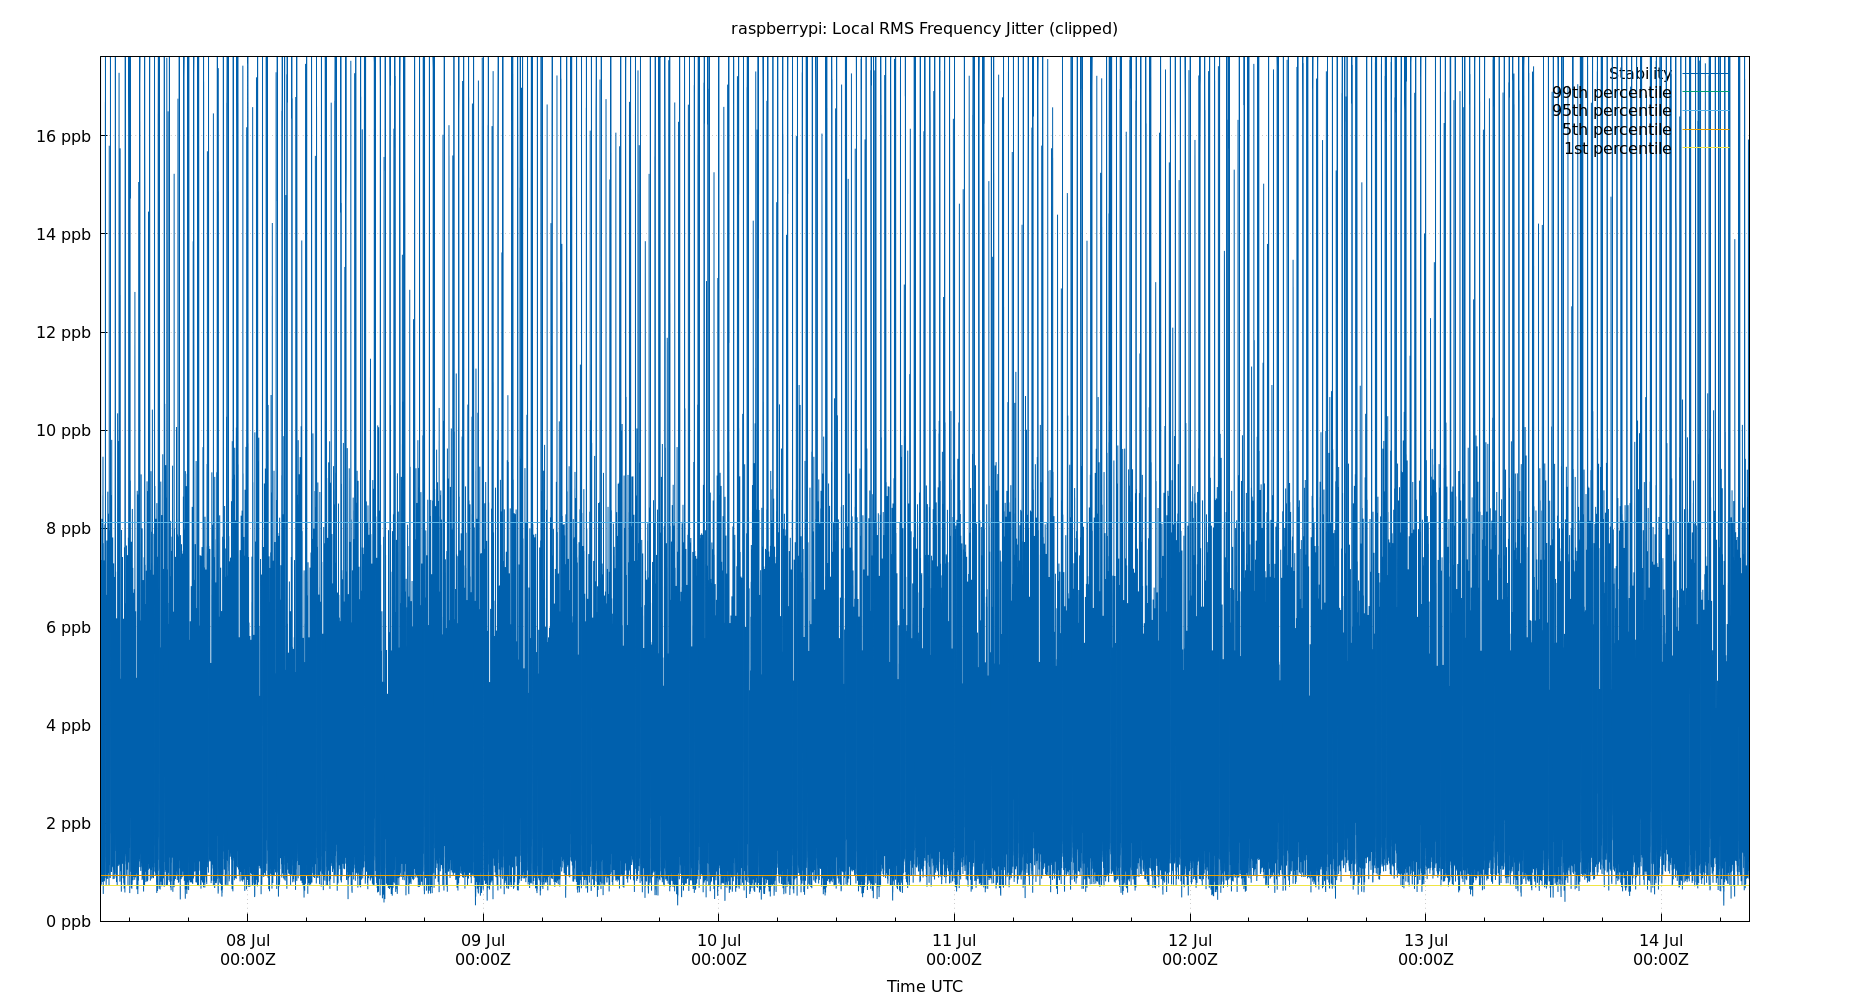 raspberrypi: Local RMS Frequency Jitter (clipped)
Stability
99th percentile
95th percentile
5th percentile
1st percentile
16 ppb
14 ppb
12 ppb
10 ppb
8 ppb
6 ppb
4 ppb
2 ppb
0 ppb
08 Jul 09 Jul 10 Jul 11 Jul 12 Jul 13 Jul 14 Jul
00:00Z 00:00Z 00:00Z 00:00Z 00:00Z 00:00Z 00:00Z
Time UTC